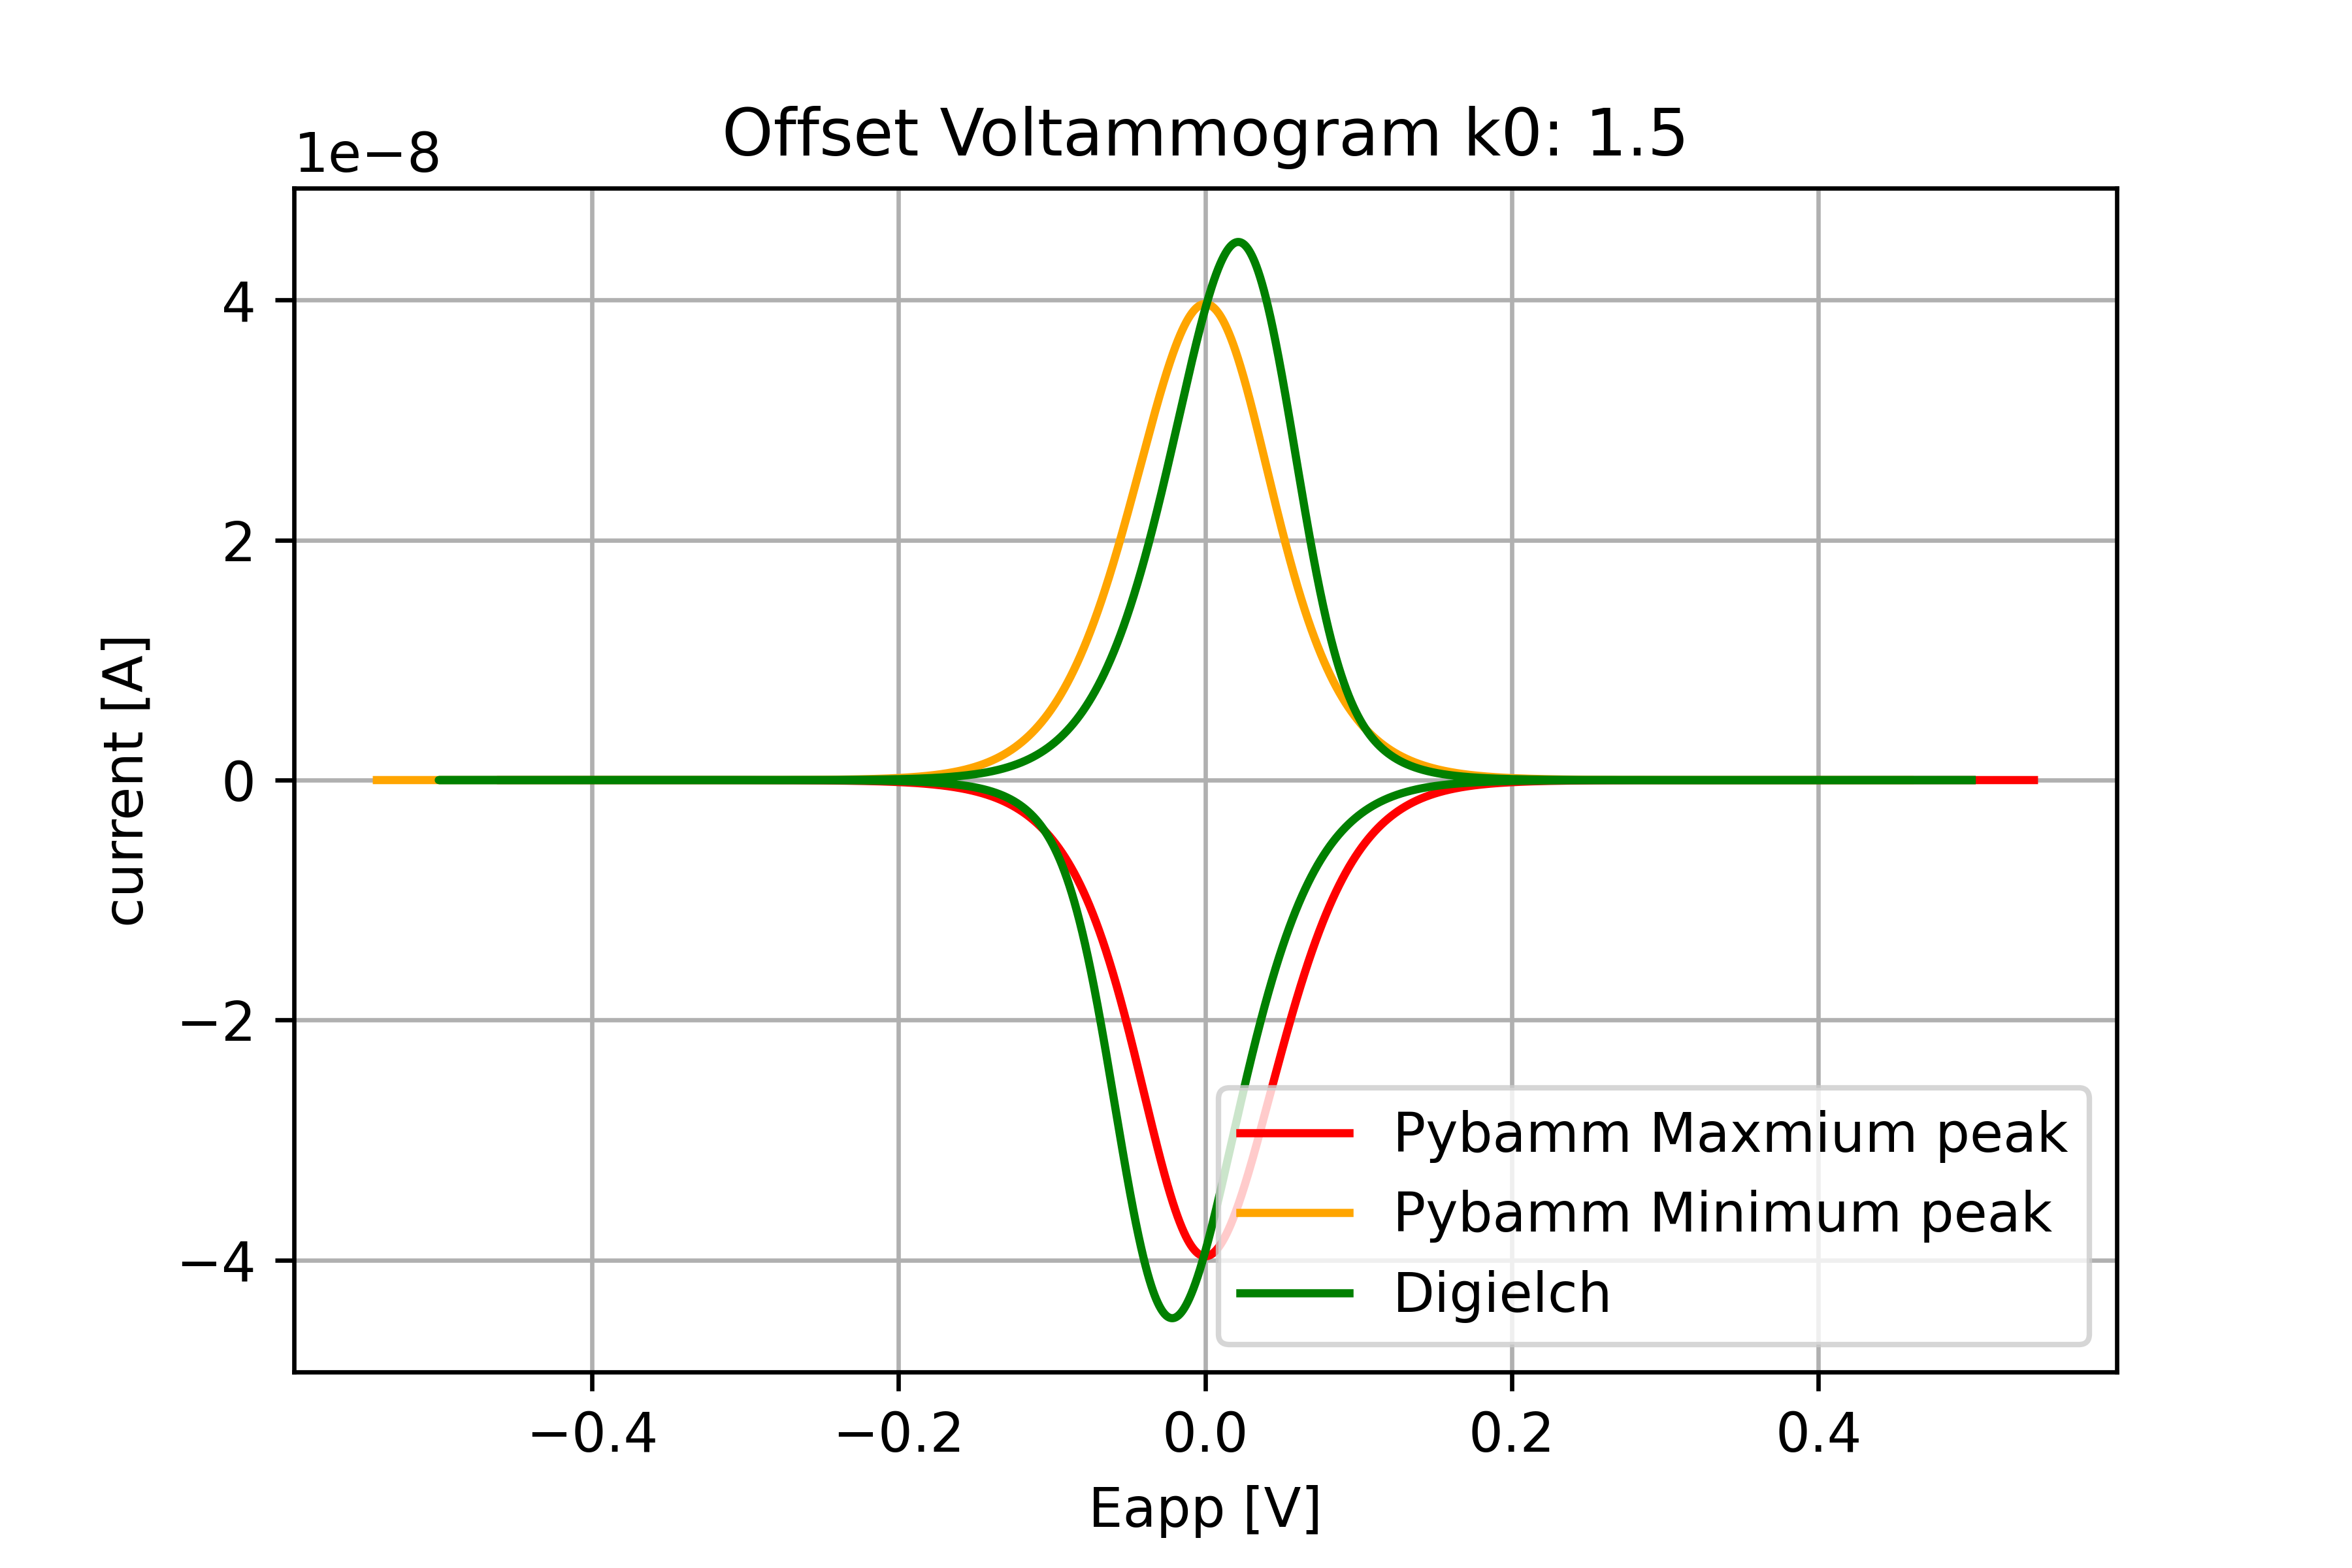 Offset Voltammogram k0: 1.5
1e−8
4
2
0
−2
−4
current [A]
Pybamm Maxmium peak
Pybamm Minimum peak
Digielch
−0.4 −0.2 0.0 0.2 0.4
Eapp [V]